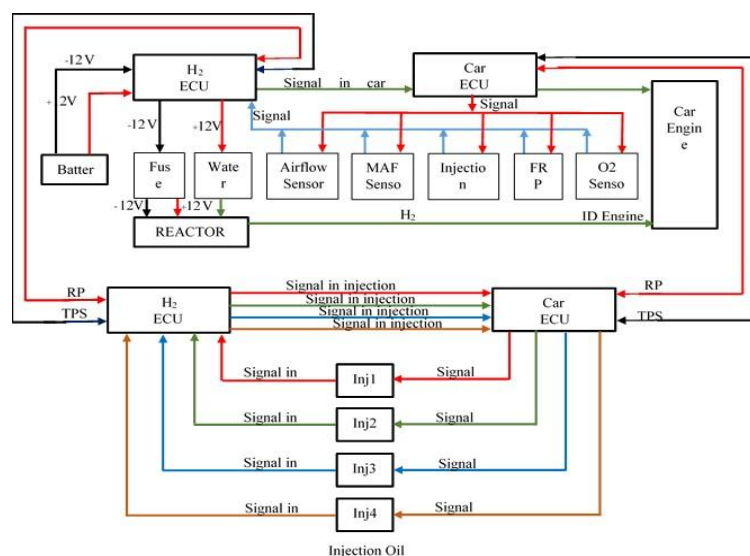 -12V
H2
ECU
Signal in car
Car
ECU
Car
Engin
e
+ 2V
-12V
+12V
Signal
Signal
Batter
Fus
e
Wate
r
Airflow
Sensor
MAF
Senso
Injectio
n
FR
P
O2
Senso
-12V
+12V
REACTOR
H2
ID Engine
RP
TPS
H2
ECU
Signal in injection
Signal in injection
Signal in injection
Signal in injection
Car
ECU
RP
TPS
Signal in
Inj1
Signal
Signal in
Inj2
Signal
Signal in
Inj3
Signal
Signal in
Inj4
Signal
Injection Oil